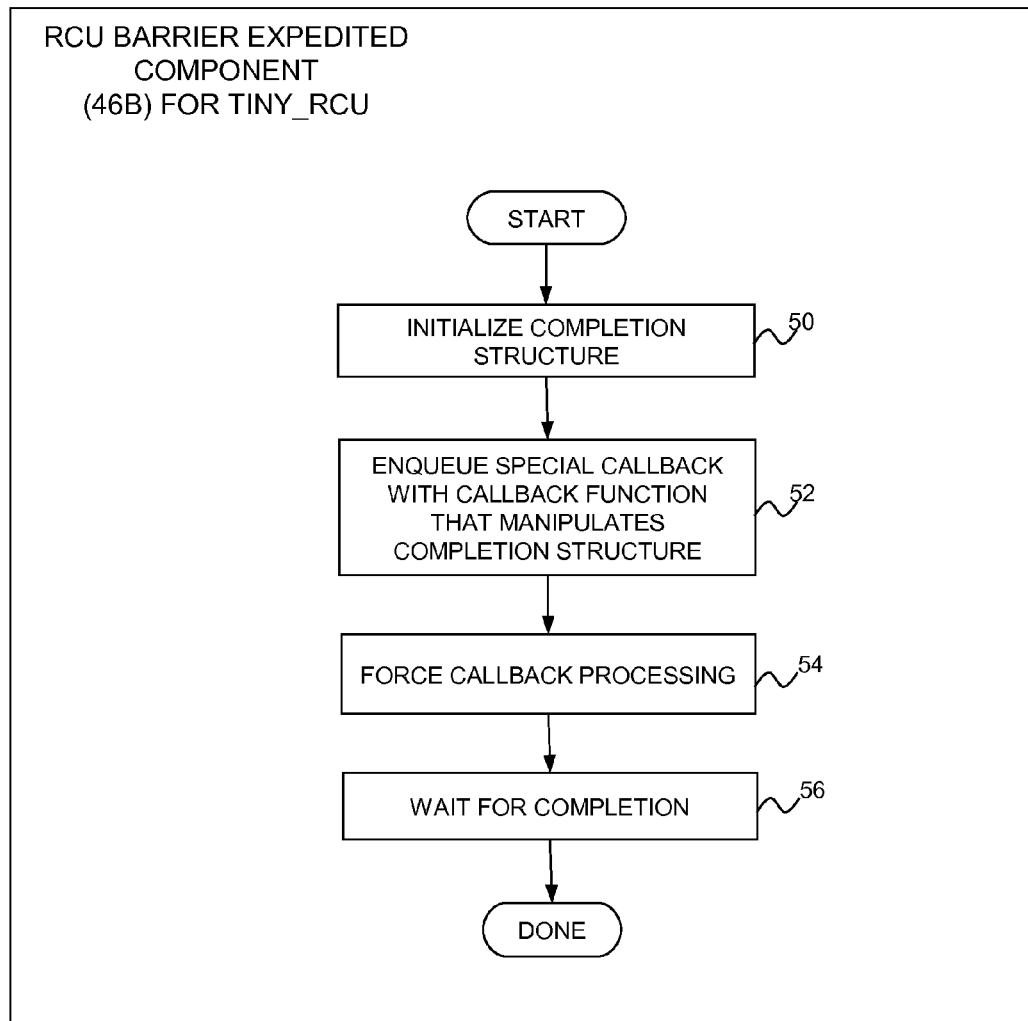 RCU BARRIER EXPEDITED
COMPONENT
(46B) FOR TINY_RCU
START
INITIALIZE COMPLETION
STRUCTURE
50
ENQUEUE SPECIAL CALLBACK
WITH CALLBACK FUNCTION
THAT MANIPULATES
COMPLETION STRUCTURE
52
FORCE CALLBACK PROCESSING
54
WAIT FOR COMPLETION
56
DONE